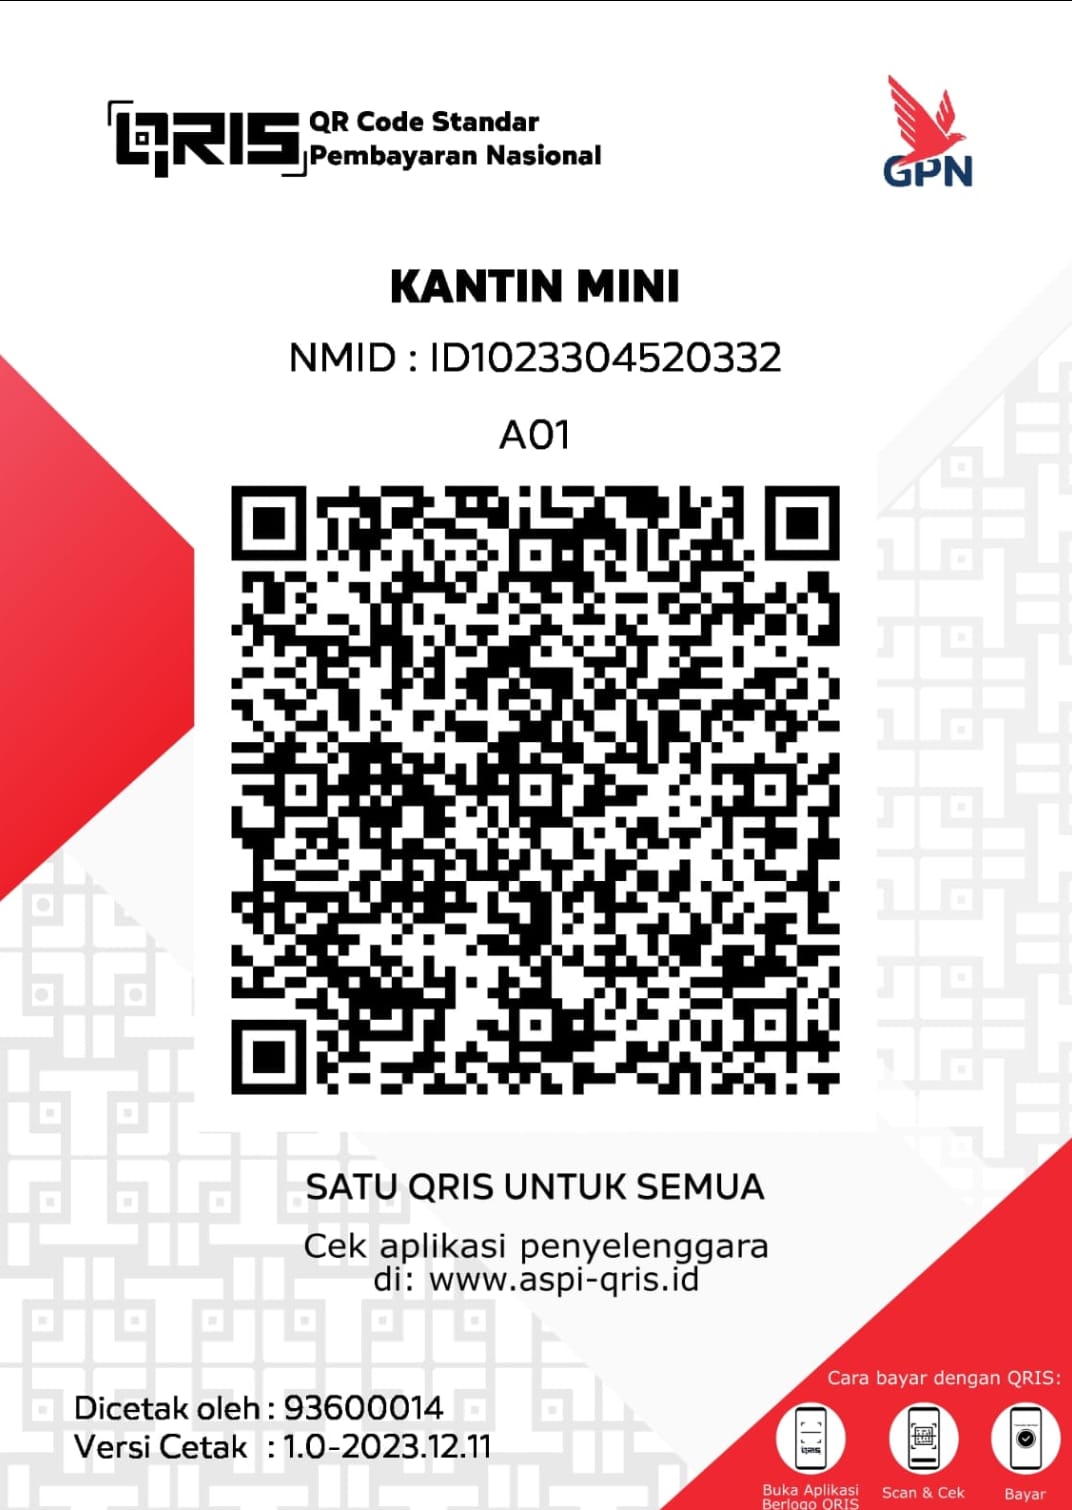 QRIS
QR Code Standar
Pembayaran Nasional
GPN
KANTIN MINI
NMID : ID1023304520332
A01
SATU QRIS UNTUK SEMUA
Cek aplikasi penyelenggara
di: www.aspi-qris.id
Dicetak oleh : 93600014
Versi Cetak : 1.0-2023.12.11
Cara bayar dengan QRIS:
Buka Aplikasi
Berlogo QRIS
Scan & Cek
Bayar